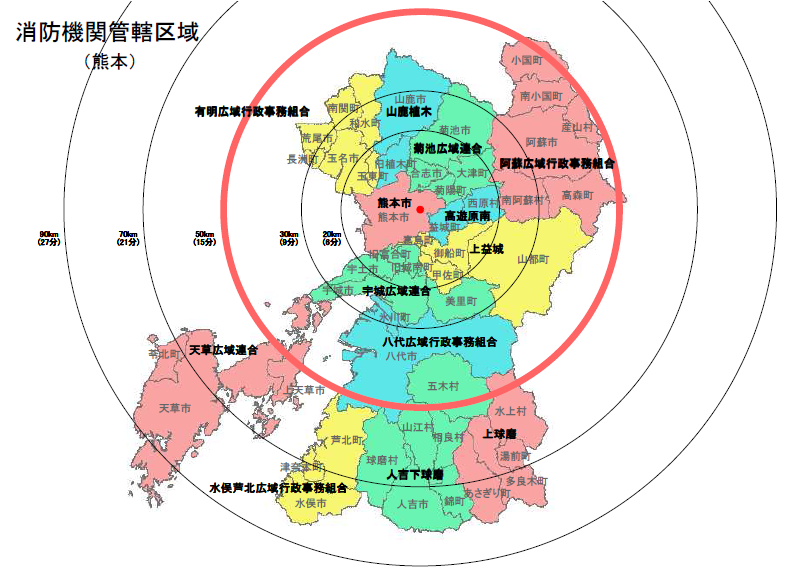 消防機関管轄区域
（熊本）
小国町
南小国町
産山村
阿蘇市
阿蘇広域行政事務組合
南阿蘇村
高森町
山鹿市
山鹿植木
有明広域行政事務組合
南関町
和水町
荒尾市
長洲町
玉名市
玉東町
旧植木町
菊池市
菊池広域連合
合志市
大津町
菊陽町
西原村
高遊原南
益城町
熊本市
熊本市
嘉島町
御船町
上益城
山都町
甲佐町
旧富合町
旧城南町
宇土市
宇城市
宇城広域連合
美里町
氷川町
90km
(27分)
70km
(21分)
50km
(15分)
30km
(9分)
20km
(6分)
八代広域行政事務組合
八代市
五木村
天草広域連合
苓北町
上天草市
天草市
水上村
上球磨
湯前町
多良木町
あさぎり町
山江村
相良村
球磨村
人吉下球磨
錦町
人吉市
芦北町
津奈木町
水俣芦北広域行政事務組合
水俣市